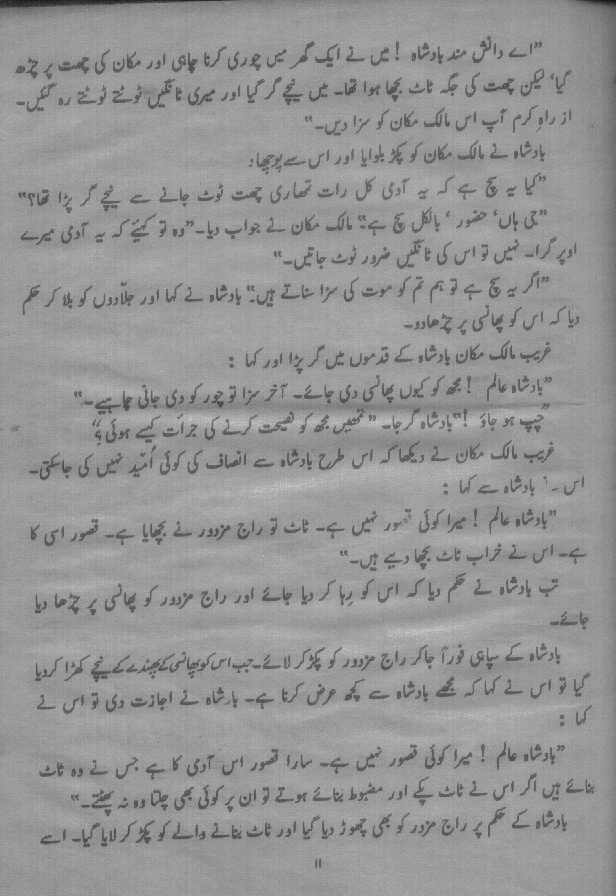 "اے دانش مند بادشاہ ! میں نے ایک گھر میں چوری کرنا چاہی اور مکان کی چھت پر چڑھ
گیا، لیکن چھت کی جگہ ٹاٹ بچھا ہوا تھا۔ میں نیچے گر گیا اور میری ٹانگیں ٹوٹتے ٹوٹتے رہ گئیں۔
از راہِ کرم آپ اس مالک مکان کو سزا دیں۔"
بادشاہ نے مالک مکان کو پکڑ بلوایا اور اس سے پوچھا:
"کیا یہ سچ ہے کہ یہ آدمی کل رات تمھاری چھت ٹوٹ جانے سے نیچے گر پڑا تھا؟"
"جی ہاں، حضور ، بالکل سچ ہے۔" مالک مکان نے جواب دیا۔ "وہ تو کہئیے کہ یہ آدمی میرے
اوپر گرا۔ نہیں تو اس کی ٹانگیں ضرور ٹوٹ جاتیں۔"
"اگر یہ سچ ہے تو ہم تم کو موت کی سزا سناتے ہیں۔" بادشاہ نے کہا اور جلّادوں کو بلا کر حکم
دیا کہ اس کو پھانسی پر چڑھادو۔
غریب مالک مکان بادشاہ کے قدموں میں گر پڑا اور کہا :
"بادشاہ عالم ! مجھ کو کیوں پھانسی دی جائے۔ آخر سزا تو چور کو دی جانی چاہیے۔"
"چپ ہو جاؤ !" بادشاہ گرجا۔ "تمھیں مجھ کو نصیحت کرنے کی جرأت کیسے ہوئی؟"
غریب مالک مکان نے دیکھا کہ اس طرح بادشاہ سے انصاف کی کوئی اُمّید نہیں کی جاسکتی۔
اس نے بادشاہ سے کہا :
"بادشاہ عالم ! میرا کوئی قصور نہیں ہے۔ ٹاٹ تو راج مزدور نے بچھایا ہے۔ قصور اسی کا
ہے۔ اس نے خراب ٹاٹ بچھا دیے ہیں۔"
تب بادشاہ نے حکم دیا کہ اس کو رِہا کر دیا جائے اور راج مزدور کو پھانسی پر چڑھا دیا
جائے۔
بادشاہ کے سپاہی فوراً جاکر راج مزدور کو پکڑ کر لائے۔ جب اس کو پھانسی کے پھندے کے نیچے کھڑا کردیا
گیا تو اس نے کہا کہ مجھے بادشاہ سے کچھ عرض کرنا ہے۔ بادشاہ نے اجازت دی تو اس نے
کہا :
"بادشاہ عالم ! میرا کوئی قصور نہیں ہے۔ سارا قصور اس آدمی کا ہے جس نے وہ ٹاٹ
بنائے ہیں اگر اس نے ٹاٹ پکے اور مضبوط بنائے ہوتے تو ان پر کوئی بھی چلتا وہ نہ پھٹتے۔"
بادشاہ کے حکم پر راج مزدور کو بھی چھوڑ دیا گیا اور ٹاٹ بنانے والے کو پکڑ کر لایا گیا۔ اسے
۱۱